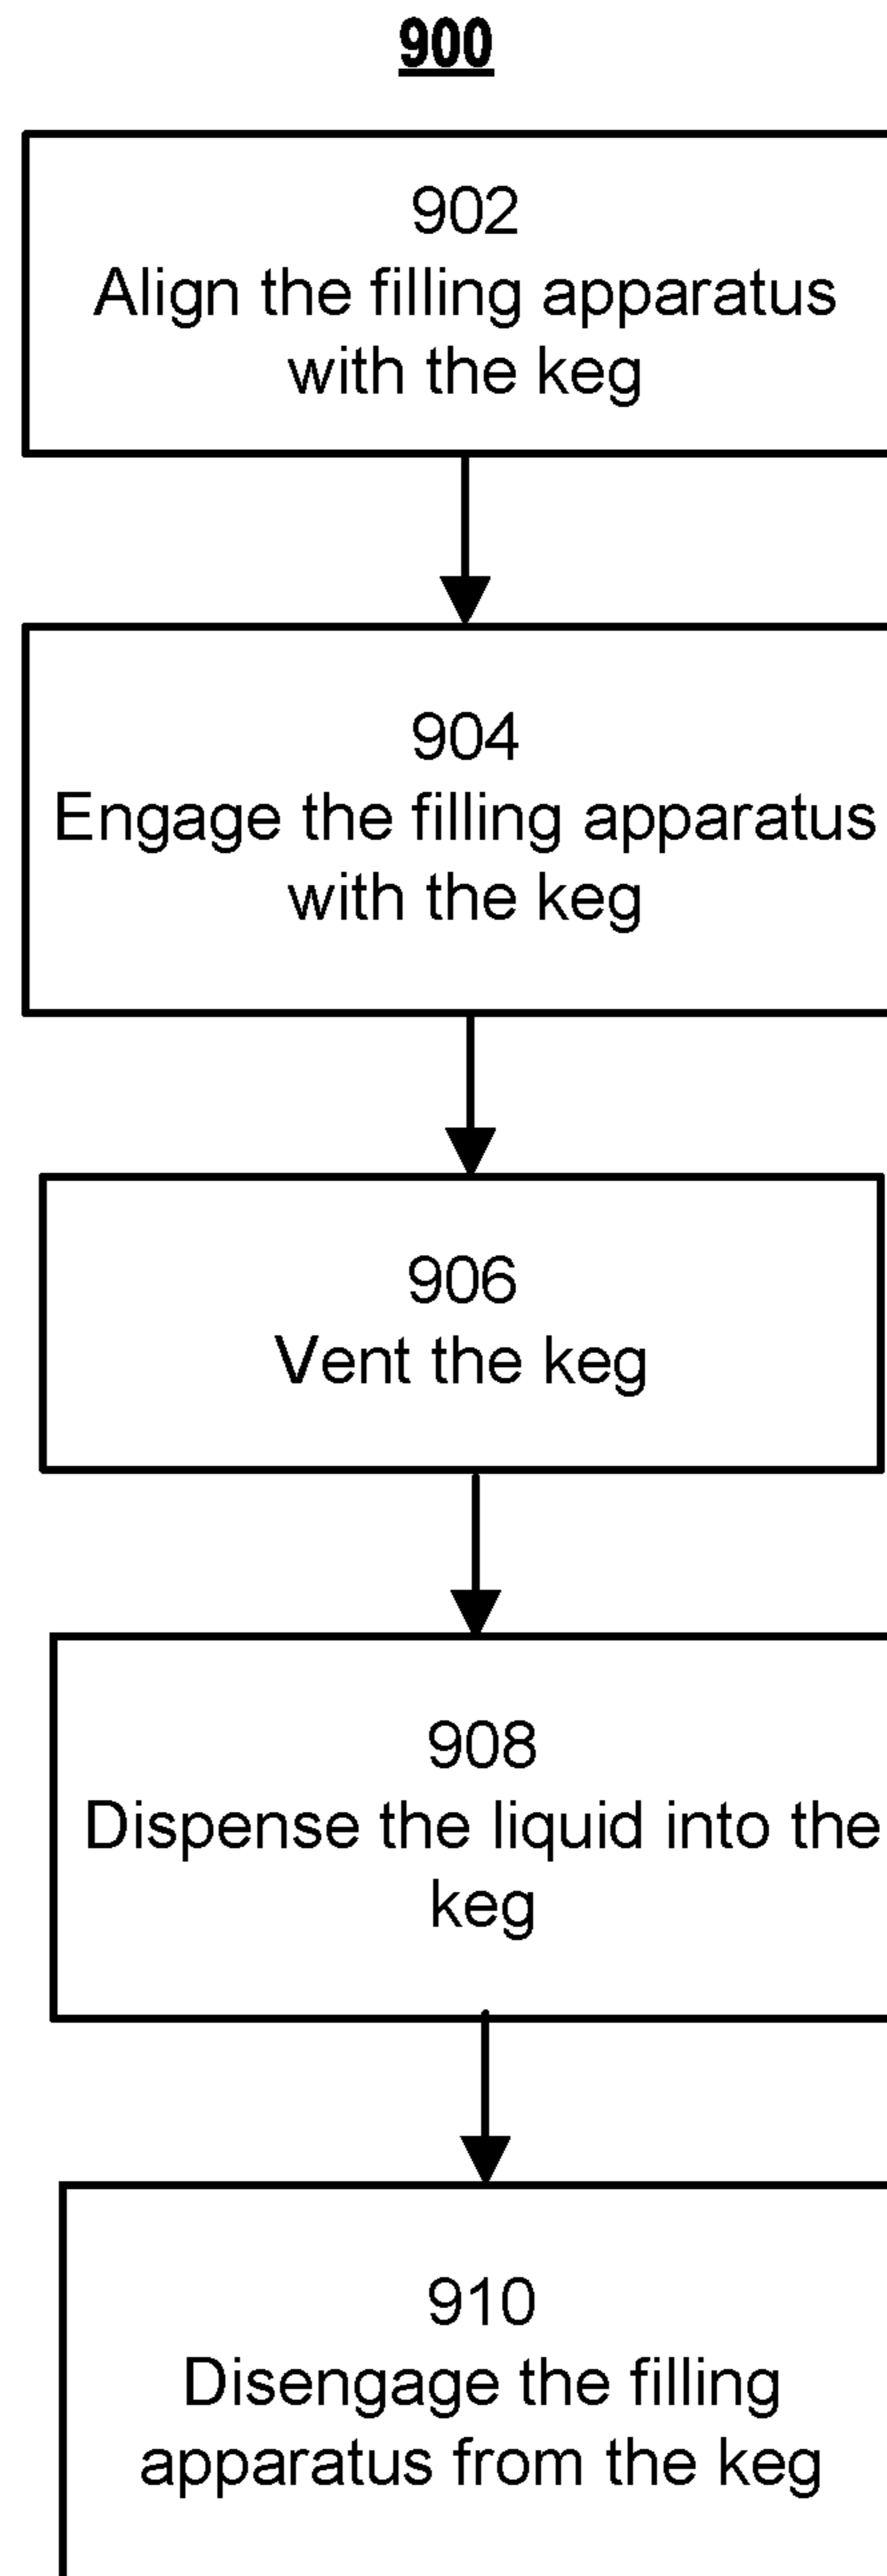 900
902
Align the filling apparatus
with the keg
904
Engage the filling apparatus
with the keg
906
Vent the keg
908
Dispense the liquid into the
keg
910
Disengage the filling
apparatus from the keg